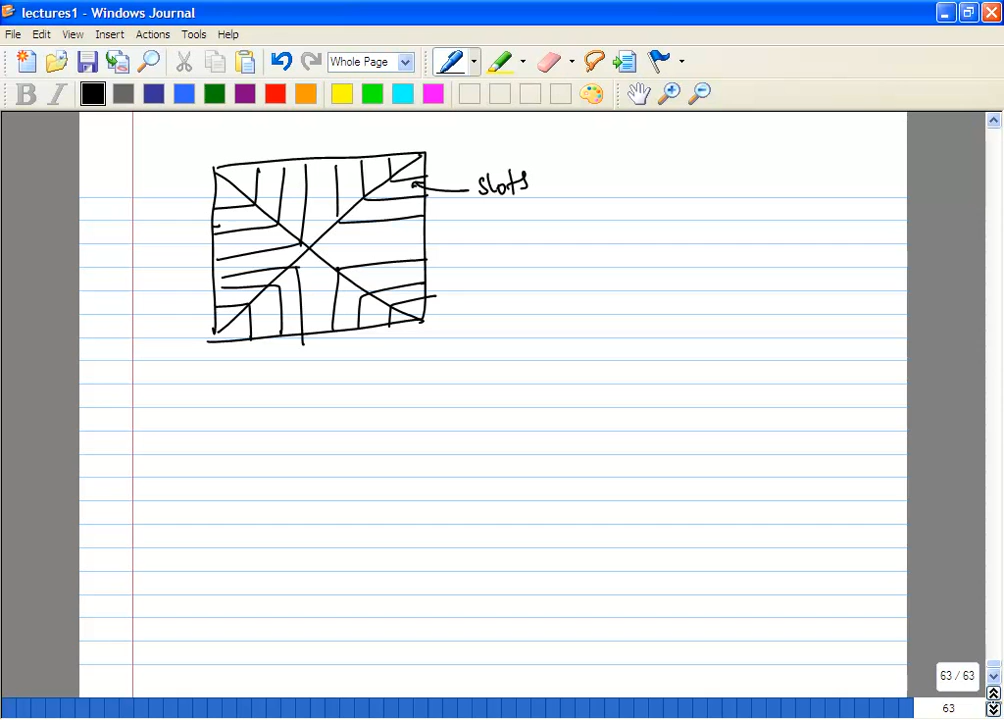 lectures1 - Windows Journal
File Edit View Insert Actions Tools Help
Whole Page
B I
slots
63 / 63
63